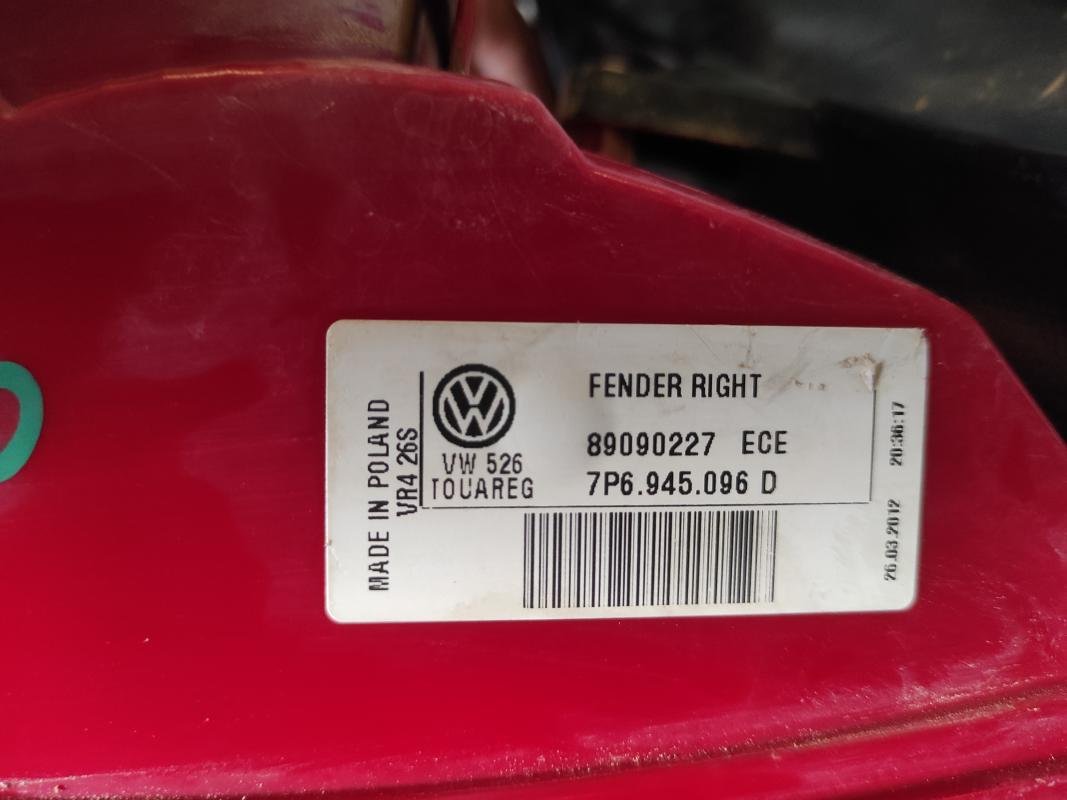 MADE IN POLAND
VR4 26S
VW 526
TOUAREG
FENDER RIGHT
89090227 ECE
7P6.945.096 D
26.03.2012 20:36:17